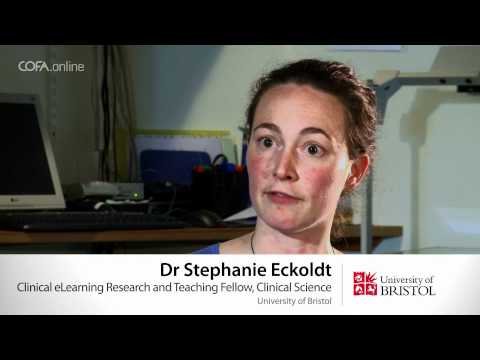 COFA.online
Dr Stephanie Eckoldt
Clinical eLearning Research and Teaching Fellow, Clinical Science
University of Bristol
University of
BRISTOL